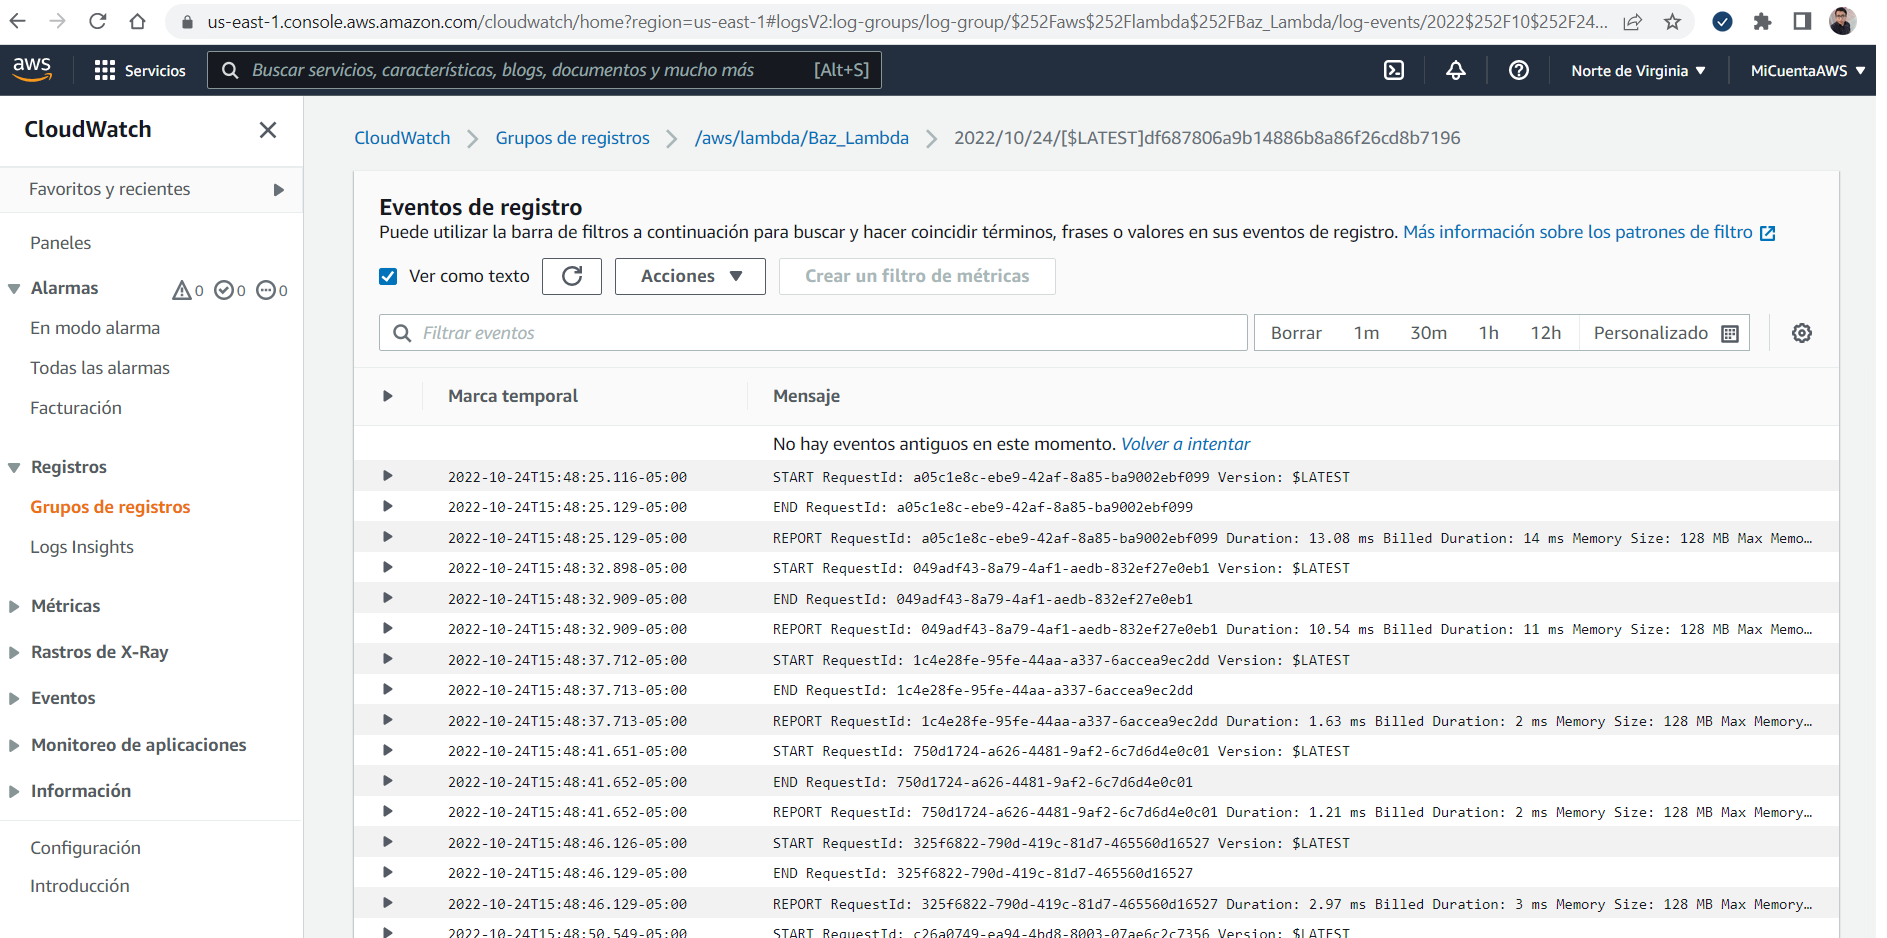 us-east-1.console.aws.amazon.com/cloudwatch/home?region=us-east-1#logsV2:log-groups/log-group/$252Faws$252Flambda$252FBaz_Lambda/log-events/2022$252F10$252F24...
aws Servicios Buscar servicios, características, blogs, documentos y mucho más [Alt+S] Norte de Virginia MiCuentaAWS
CloudWatch
Favoritos y recientes
Paneles
Alarmas 0 0 0
En modo alarma
Todas las alarmas
Facturación
Registros
Grupos de registros
Logs Insights
Métricas
Rastros de X-Ray
Eventos
Monitoreo de aplicaciones
Información
Configuración
Introducción
CloudWatch Grupos de registros /aws/lambda/Baz_Lambda 2022/10/24/[$LATEST]df687806a9b14886b8a86f26cd8b7196
Eventos de registro
Puede utilizar la barra de filtros a continuación para buscar y hacer coincidir términos, frases o valores en sus eventos de registro. Más información sobre los patrones de filtro
Ver como texto Acciones Crear un filtro de métricas
Filtrar eventos Borrar 1m 30m 1h 12h Personalizado
Marca temporal Mensaje
No hay eventos antiguos en este momento. Volver a intentar
2022-10-24T15:48:25.116-05:00 START RequestId: a05c1e8c-ebe9-42af-8a85-ba9002ebf099 Version: $LATEST
2022-10-24T15:48:25.129-05:00 END RequestId: a05c1e8c-ebe9-42af-8a85-ba9002ebf099
2022-10-24T15:48:25.129-05:00 REPORT RequestId: a05c1e8c-ebe9-42af-8a85-ba9002ebf099 Duration: 13.08 ms Billed Duration: 14 ms Memory Size: 128 MB Max Memo…
2022-10-24T15:48:32.898-05:00 START RequestId: 049adf43-8a79-4af1-aedb-832ef27e0eb1 Version: $LATEST
2022-10-24T15:48:32.909-05:00 END RequestId: 049adf43-8a79-4af1-aedb-832ef27e0eb1
2022-10-24T15:48:32.909-05:00 REPORT RequestId: 049adf43-8a79-4af1-aedb-832ef27e0eb1 Duration: 10.54 ms Billed Duration: 11 ms Memory Size: 128 MB Max Memo…
2022-10-24T15:48:37.712-05:00 START RequestId: 1c4e28fe-95fe-44aa-a337-6accea9ec2dd Version: $LATEST
2022-10-24T15:48:37.713-05:00 END RequestId: 1c4e28fe-95fe-44aa-a337-6accea9ec2dd
2022-10-24T15:48:37.713-05:00 REPORT RequestId: 1c4e28fe-95fe-44aa-a337-6accea9ec2dd Duration: 1.63 ms Billed Duration: 2 ms Memory Size: 128 MB Max Memory…
2022-10-24T15:48:41.651-05:00 START RequestId: 750d1724-a626-4481-9af2-6c7d6d4e0c01 Version: $LATEST
2022-10-24T15:48:41.652-05:00 END RequestId: 750d1724-a626-4481-9af2-6c7d6d4e0c01
2022-10-24T15:48:41.652-05:00 REPORT RequestId: 750d1724-a626-4481-9af2-6c7d6d4e0c01 Duration: 1.21 ms Billed Duration: 2 ms Memory Size: 128 MB Max Memory…
2022-10-24T15:48:46.126-05:00 START RequestId: 325f6822-790d-419c-81d7-465560d16527 Version: $LATEST
2022-10-24T15:48:46.129-05:00 END RequestId: 325f6822-790d-419c-81d7-465560d16527
2022-10-24T15:48:46.129-05:00 REPORT RequestId: 325f6822-790d-419c-81d7-465560d16527 Duration: 2.97 ms Billed Duration: 3 ms Memory Size: 128 MB Max Memory…
2022-10-24T15:48:50.549-05:00 START RequestId: c26a0749-ea94-4bd8-8003-07ae6c2c7356 Version: $LATEST